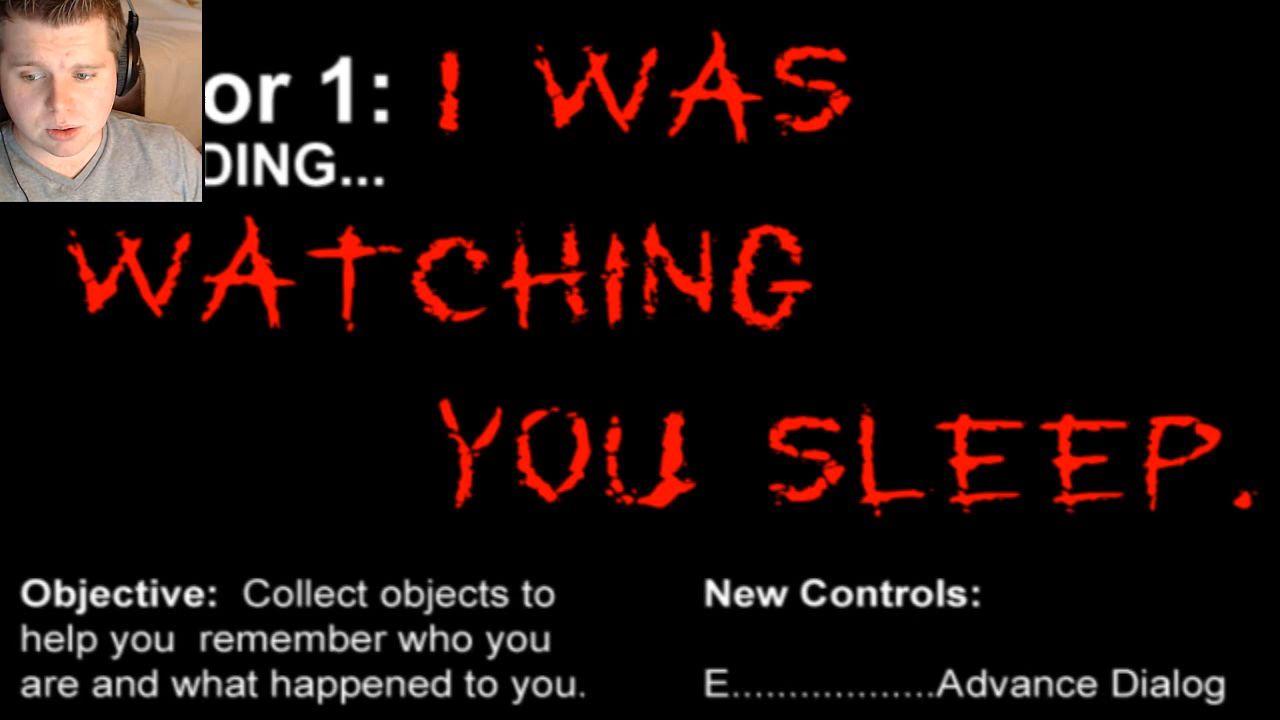 or 1: I WAS
DING...
WATCHING
YOU SLEEP.
Objective: Collect objects to
help you remember who you
are and what happened to you.
New Controls:
E..................Advance Dialog